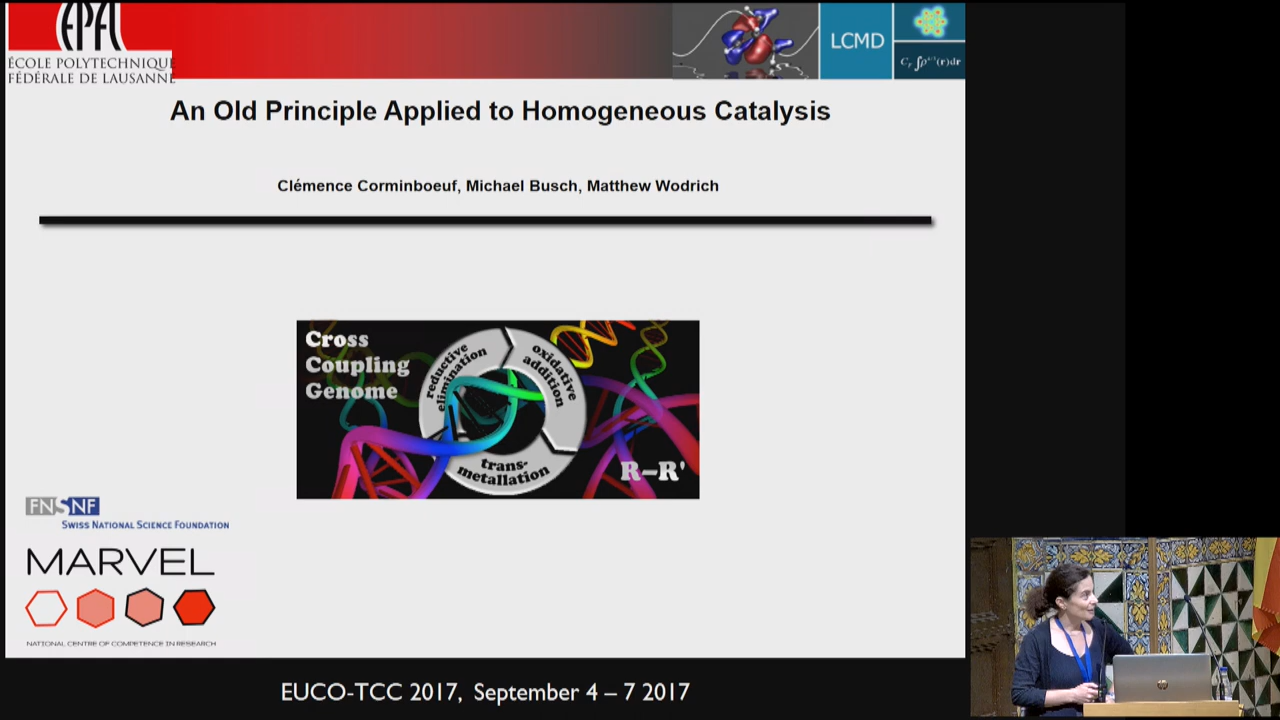 EPFL
ÉCOLE POLYTECHNIQUE
FÉDÉRALE DE LAUSANNE
LCMD
An Old Principle Applied to Homogeneous Catalysis
Clémence Corminboeuf, Michael Busch, Matthew Wodrich
Cross
Coupling
Genome
reductive
elimination
oxidative
addition
trans-
metallation
R–R'
FNSNF
SWISS NATIONAL SCIENCE FOUNDATION
MARVEL
NATIONAL CENTRE OF COMPETENCE IN RESEARCH
EUCO-TCC 2017, September 4 – 7 2017